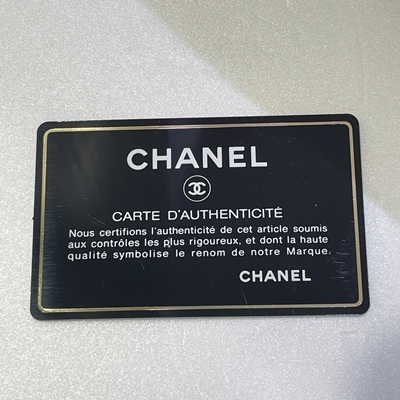 CHANEL
CARTE D'AUTHENTICITÉ
Nous certifions l'authenticité de cet article soumis
aux contrôles les plus rigoureux, et dont la haute
qualité symbolise le renom de notre Marque.
CHANEL